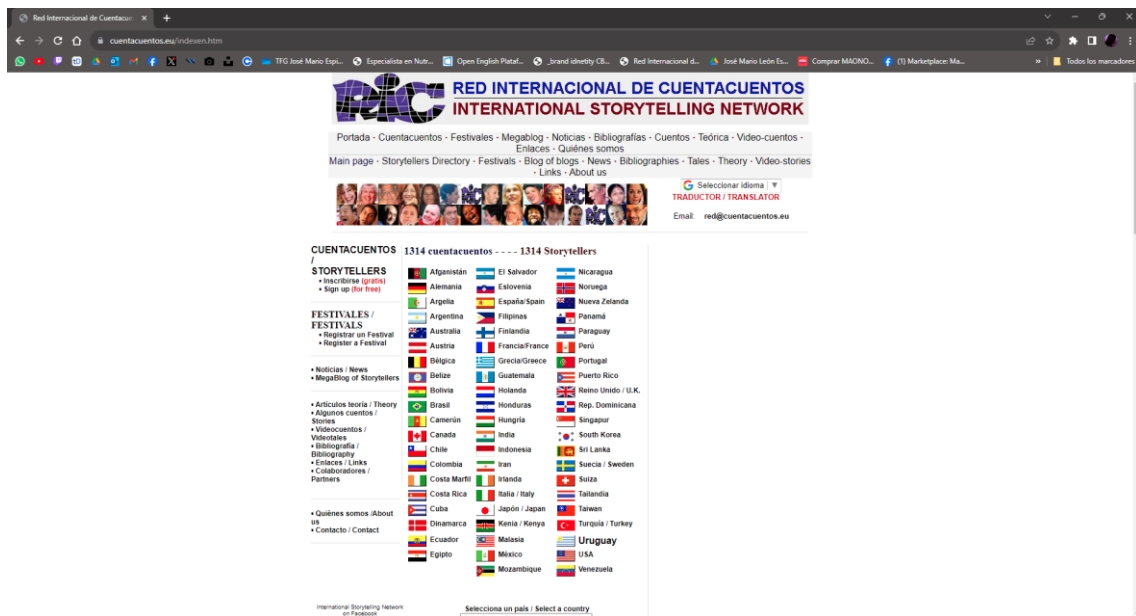 Red Internacional de Cuentacuen
cuentacuentos.eu/indexen.htm
TFG José Mario Espi...
Especialista en Nutr...
Open English Plataf...
_brand idnetity CB...
Red Internacional d...
José Mario León Es...
Comprar MAONO...
(1) Marketplace: Ma...
Todos los marcadores
RIC
RED INTERNACIONAL DE CUENTACUENTOS
INTERNATIONAL STORYTELLING NETWORK
Portada - Cuentacuentos - Festivales - Megablog - Noticias - Bibliografías - Cuentos - Teórica - Video-cuentos -
Enlaces - Quiénes somos
Main page - Storytellers Directory - Festivals - Blog of blogs - News - Bibliographies - Tales - Theory - Video-stories
- Links - About us
Seleccionar idioma
TRADUCTOR / TRANSLATOR
Email: red@cuentacuentos.eu
CUENTACUENTOS
/
STORYTELLERS
• Inscribirse (gratis)
• Sign up (for free)
FESTIVALES /
FESTIVALS
• Registrar un Festival
• Register a Festival
• Noticias / News
• MegaBlog of Storytellers
• Artículos teoría / Theory
• Algunos cuentos /
Stories
• Videocuentos /
Videotales
• Bibliografía /
Bibliography
• Enlaces / Links
• Colaboradores /
Partners
• Quiénes somos /About
us
• Contacto / Contact
International Storytelling Network
on Facebook
1314 cuentacuentos - - - - 1314 Storytellers
Afganistán
Alemania
Argelia
Argentina
Australia
Austria
Bélgica
Belize
Bolivia
Brasil
Camerún
Canada
Chile
Colombia
Costa Marfil
Costa Rica
Cuba
Dinamarca
Ecuador
Egipto
El Salvador
Eslovenia
España/Spain
Filipinas
Finlandia
Francia/France
Grecia/Greece
Guatemala
Holanda
Honduras
Hungría
India
Indonesia
Iran
Irlanda
Italia / Italy
Japón / Japan
Kenia / Kenya
Malasia
México
Mozambique
Nicaragua
Noruega
Nueva Zelanda
Panamá
Paraguay
Perú
Portugal
Puerto Rico
Reino Unido / U.K.
Rep. Dominicana
Singapur
South Korea
Sri Lanka
Suecia / Sweden
Suiza
Tailandia
Taiwan
Turquía / Turkey
Uruguay
USA
Venezuela
Selecciona un país / Select a country